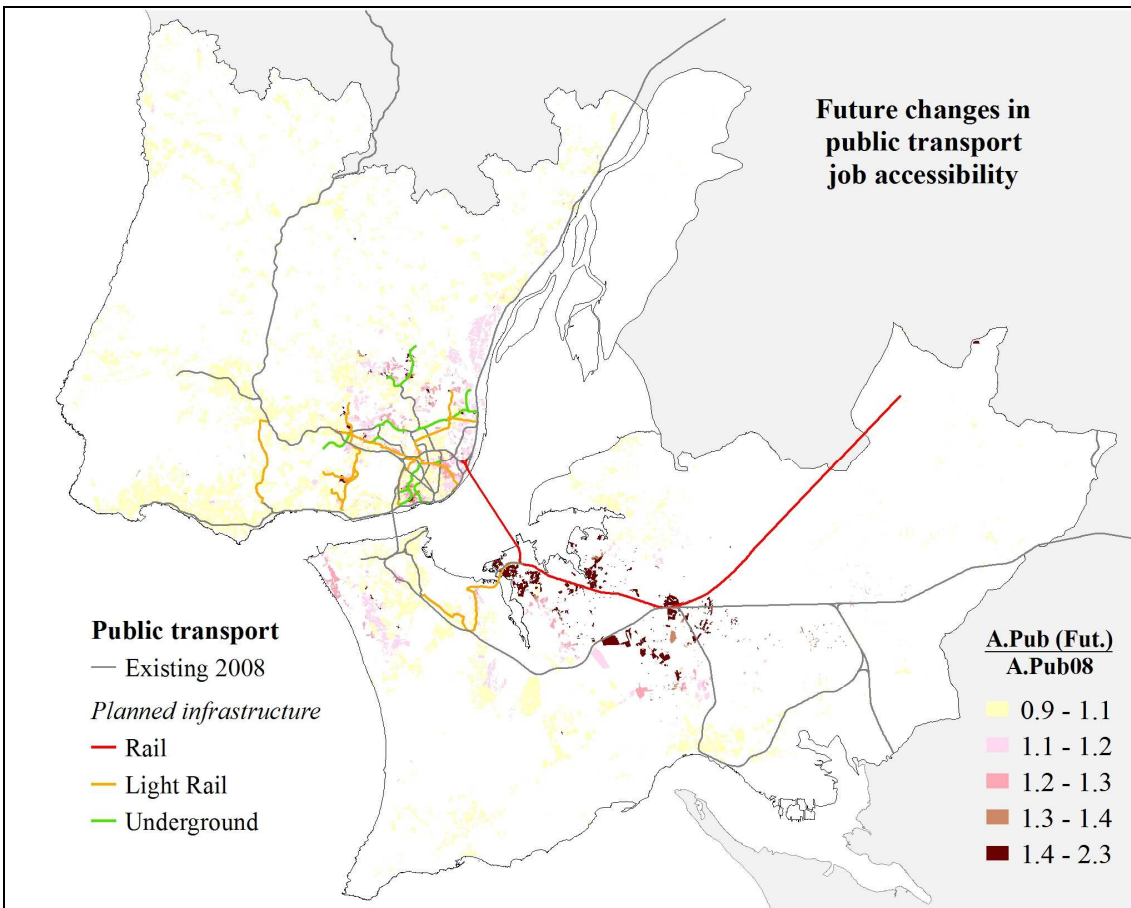 Future changes in
public transport
job accessibility
Public transport
Existing 2008
Planned infrastructure
Rail
Light Rail
Underground
A.Pub (Fut.)
A.Pub08
0.9 - 1.1
1.1 - 1.2
1.2 - 1.3
1.3 - 1.4
1.4 - 2.3